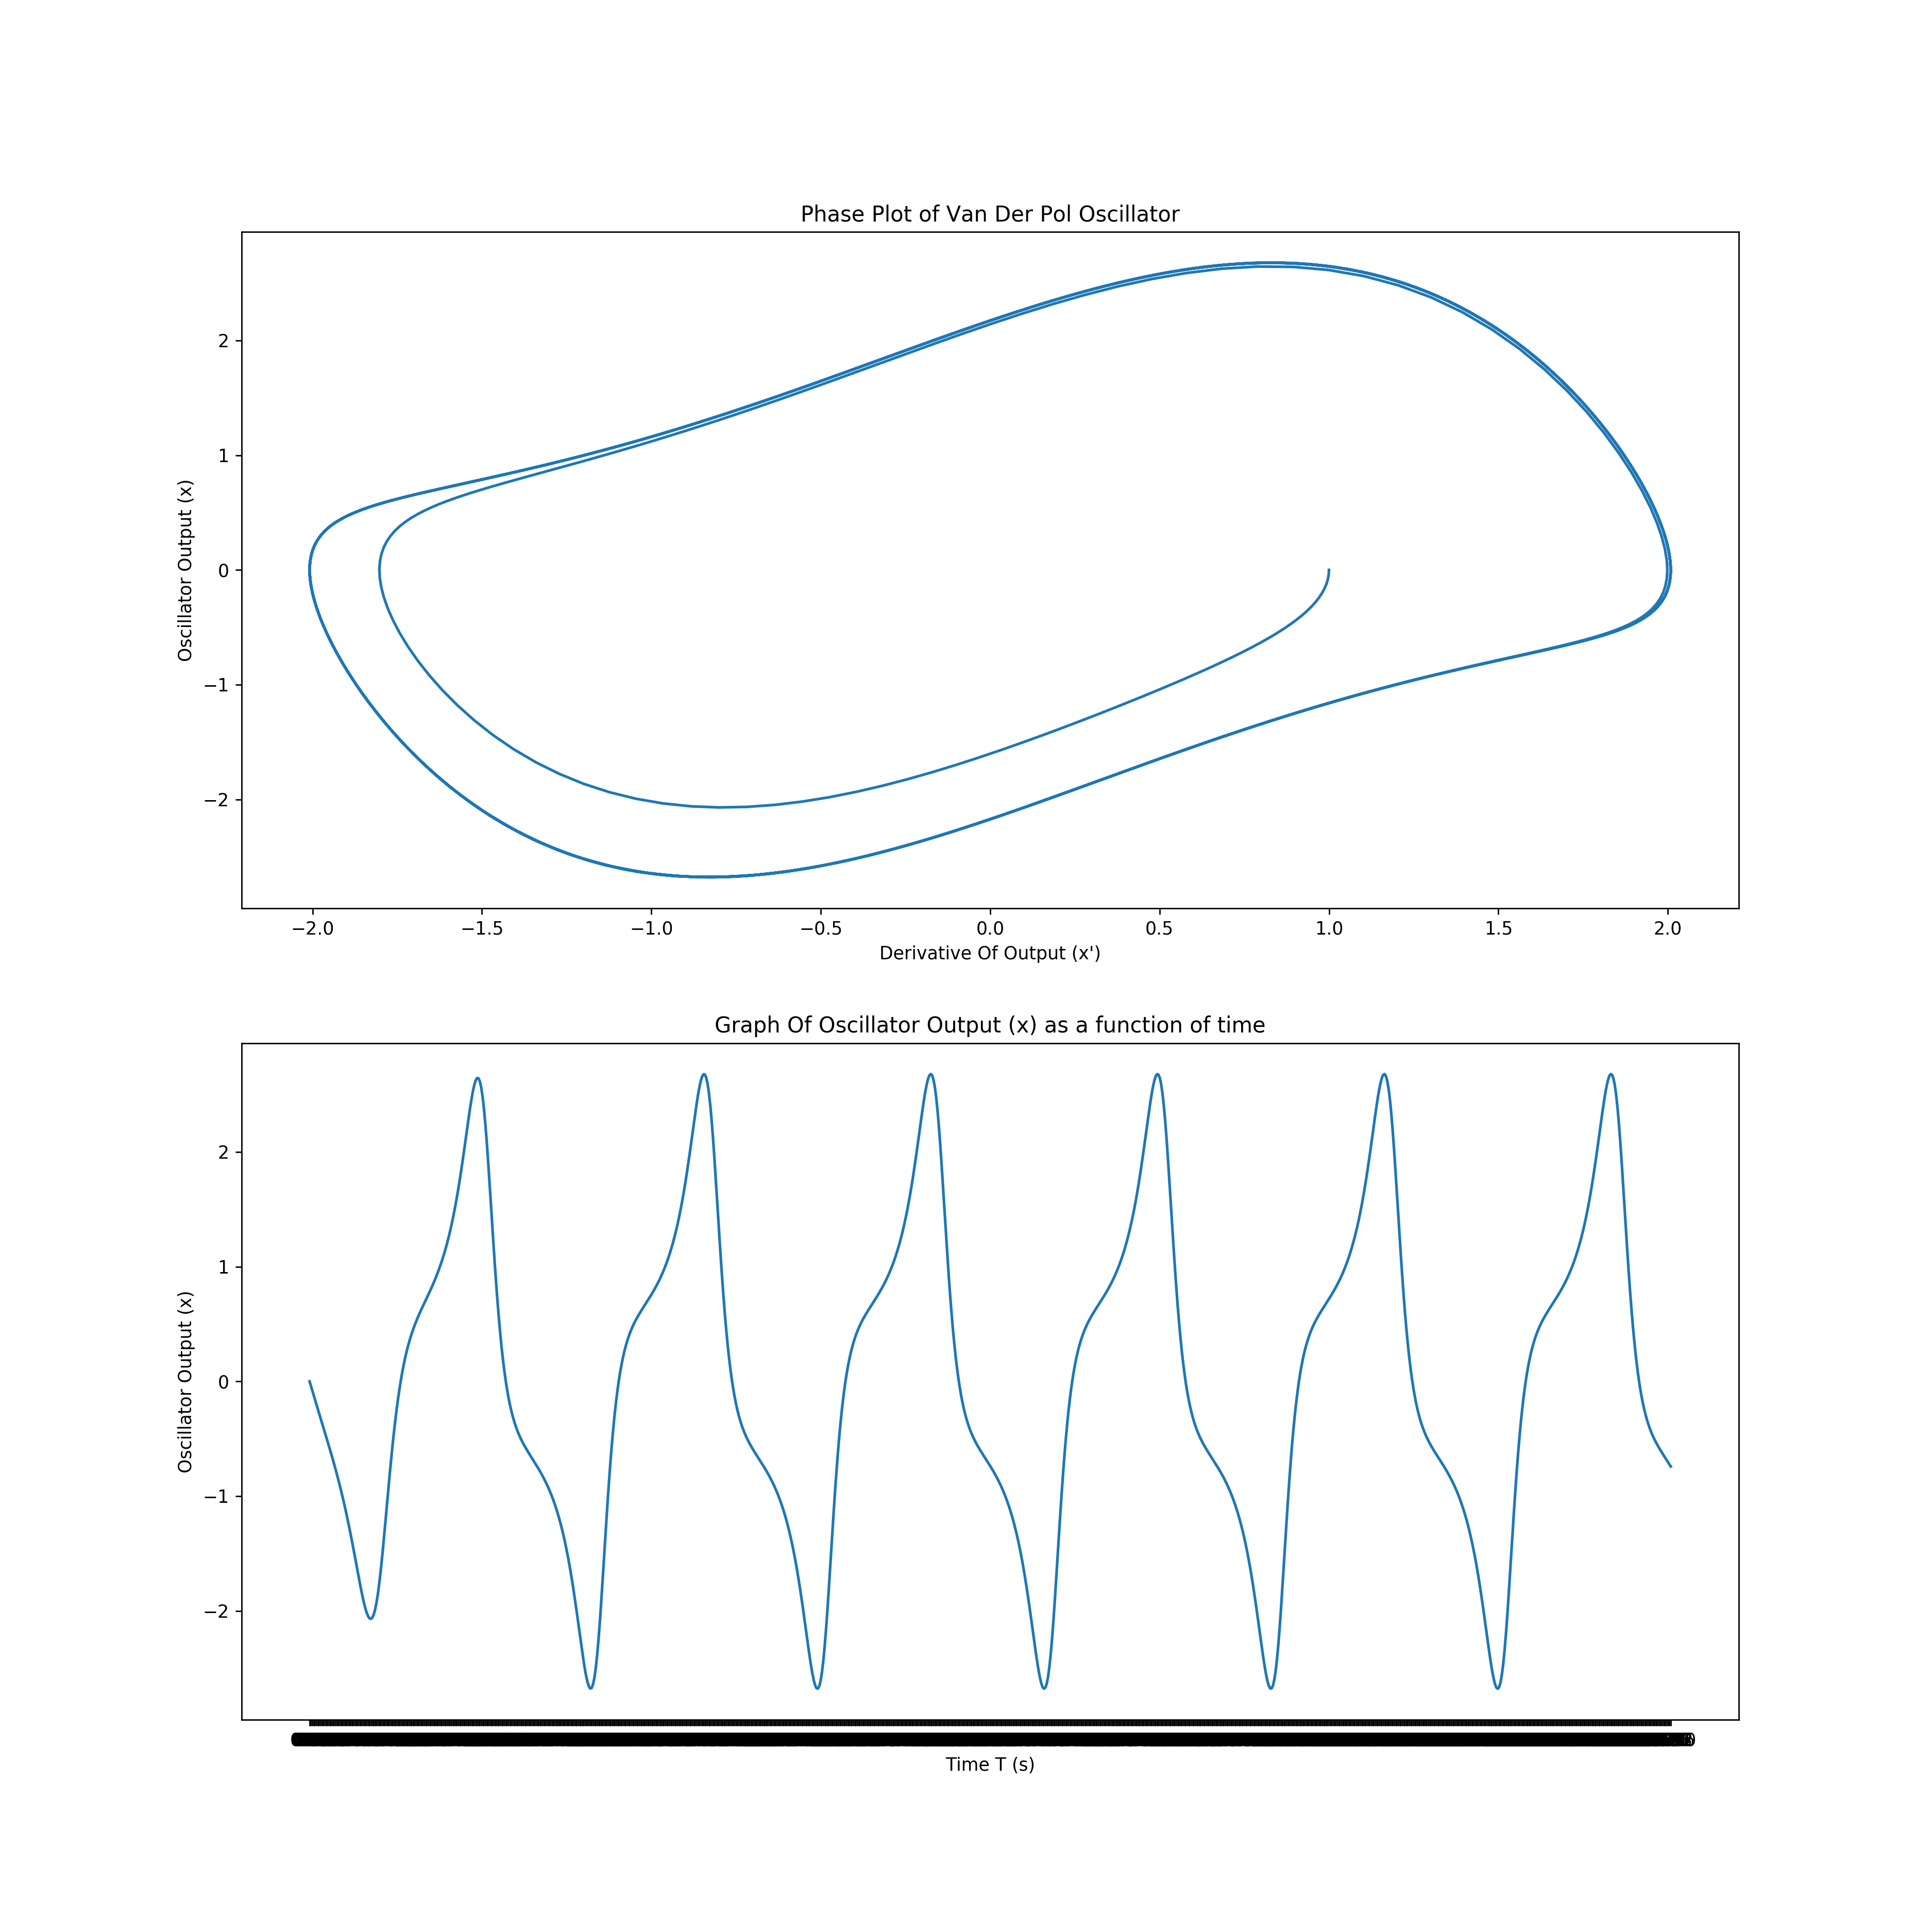 Phase Plot of Van Der Pol Oscillator
Oscillator Output (x)
2
1
0
−1
−2
−2.0 −1.5 −1.0 −0.5 0.0 0.5 1.0 1.5 2.0
Derivative Of Output (x')
Graph Of Oscillator Output (x) as a function of time
Oscillator Output (x)
2
1
0
−1
−2
Time T (s)